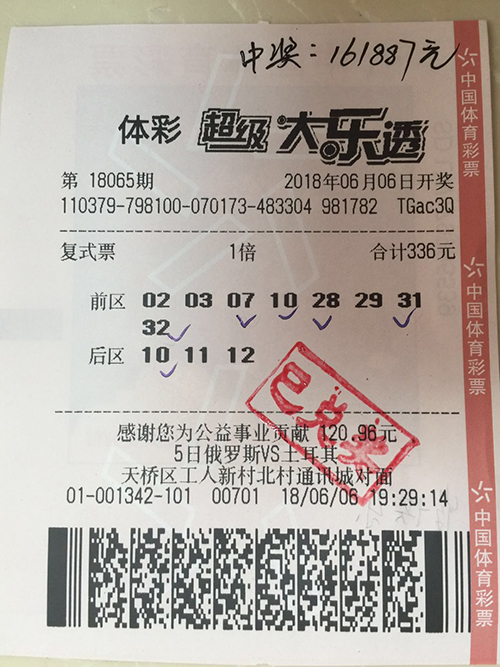 中奖：161887元
体彩 超级大乐透
第 18065期 2018年06月06日开奖
110379-798100-070173-483304 981782 TGac3Q
复式票 1倍 合计336元
前区 02 03 07 10 28 29 31
32
后区 10 11 12
已兑奖
感谢您为公益事业贡献 120.96元
5日俄罗斯VS土耳其
天桥区工人新村北村通讯城对面
01-001342-101 00701 18/06/06 19:29:14
中国体育彩票
中国体育彩票
中国体育彩票